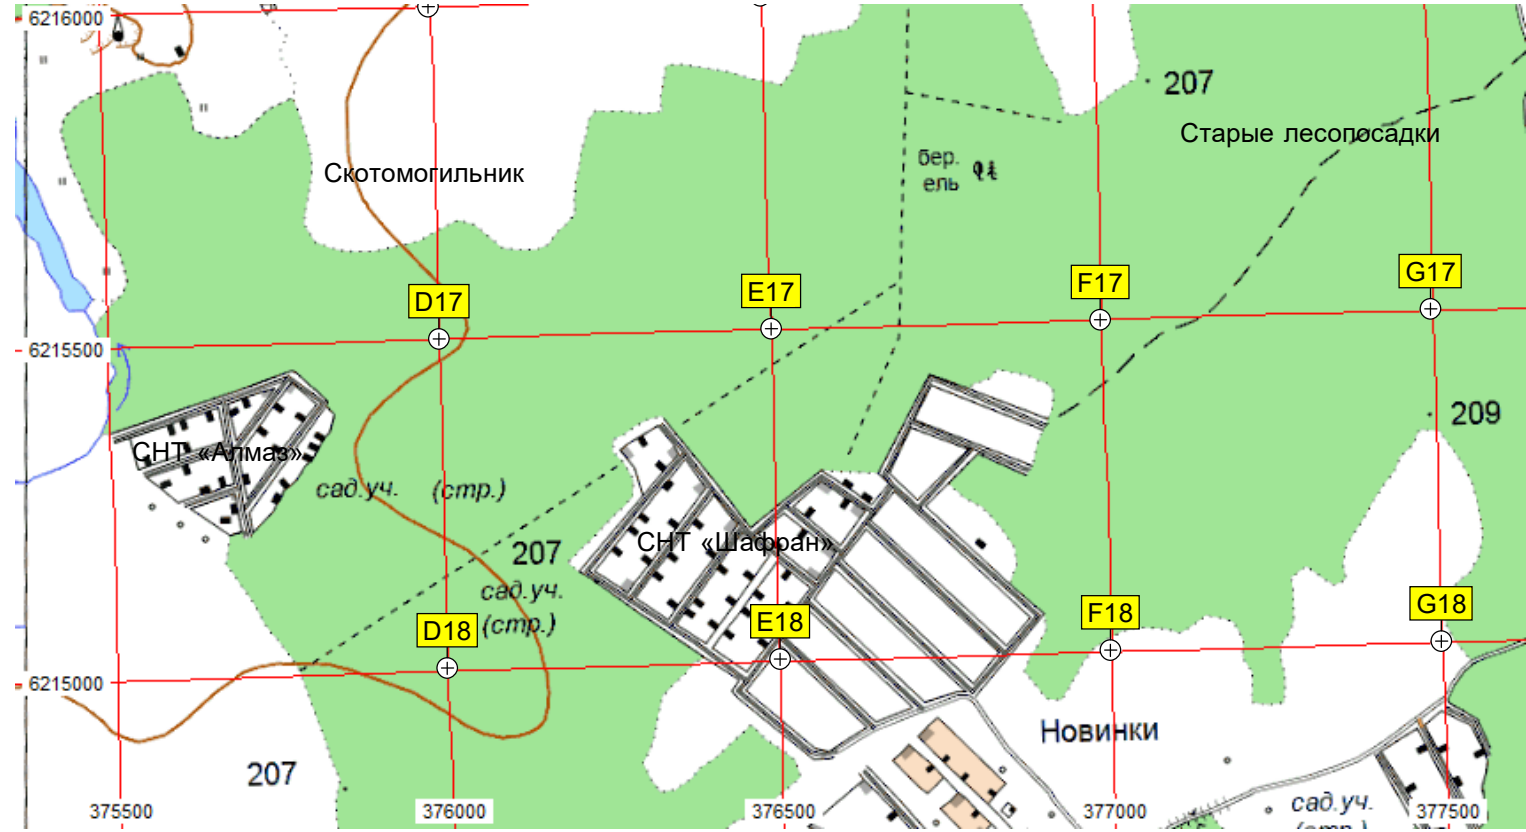 6216000
207
Старые лесопосадки
бер.
ель
Скотомогильник
D17
E17
F17
G17
6215500
209
СНТ «Алмаз»
сад.уч. (стр.)
СНТ «Шафран»
207
сад.уч.
(стр.)
D18
E18
F18
G18
6215000
Новинки
207
сад.уч.
(стр.)
375500
376000
376500
377000
377500